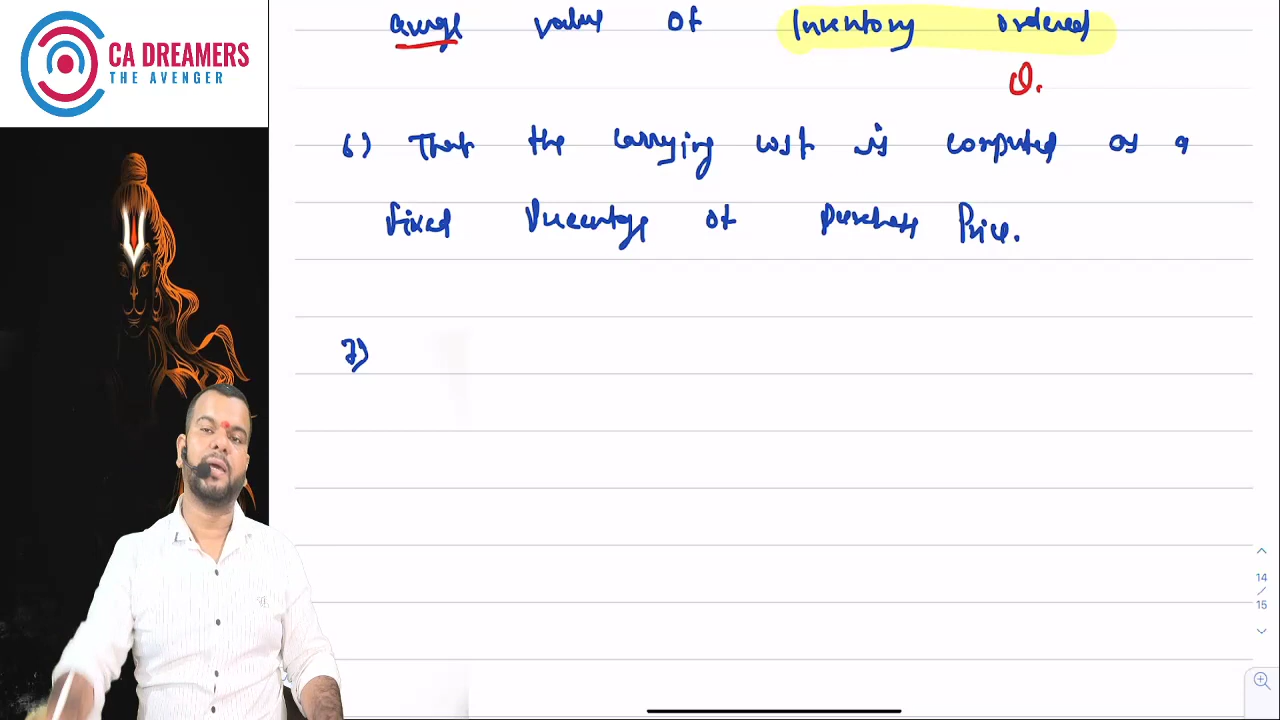 CA DREAMERS
THE AVENGER
average value of Inventory ordered
Q.
6) That the carrying cost is computed as a
fixed Percentage of purchase Price.
7)
14
/
15